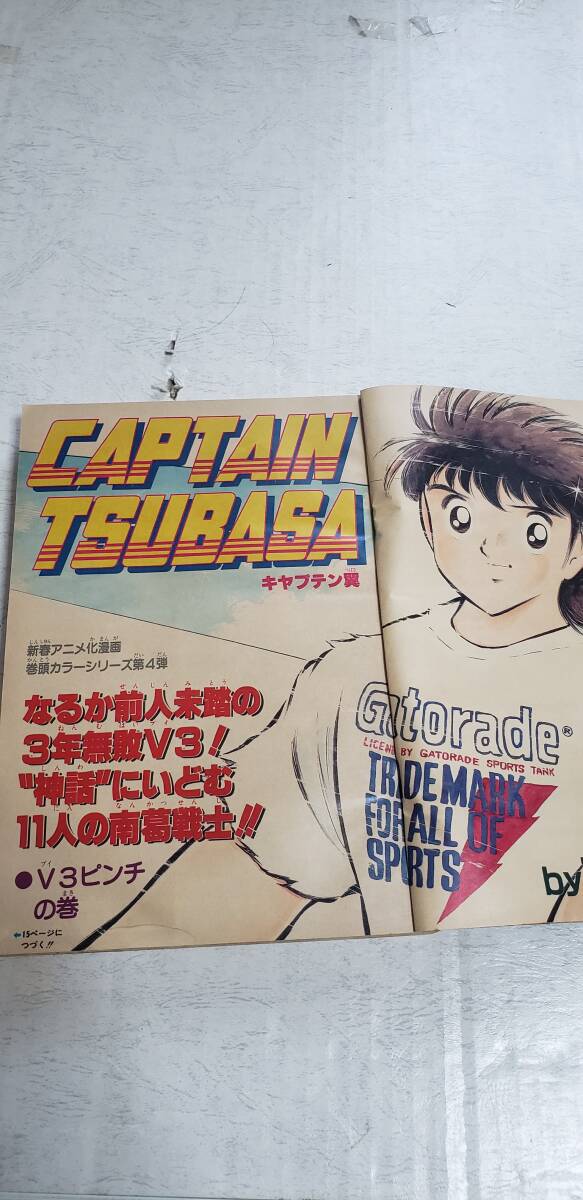 CAPTAIN
TSUBASA
キャプテン翼
新春アニメ化漫画
巻頭カラーシリーズ第4弾
なるか前人未踏の
3年無敗V3!
"神話"にいどむ
11人の南葛戦士!!
●V3ピンチ
の巻
←15ページに
つづく!!
Gatorade®
LICENS BY GATORADE SPORTS TANK
TRADEMARK
FOR ALL OF
SPORTS
by